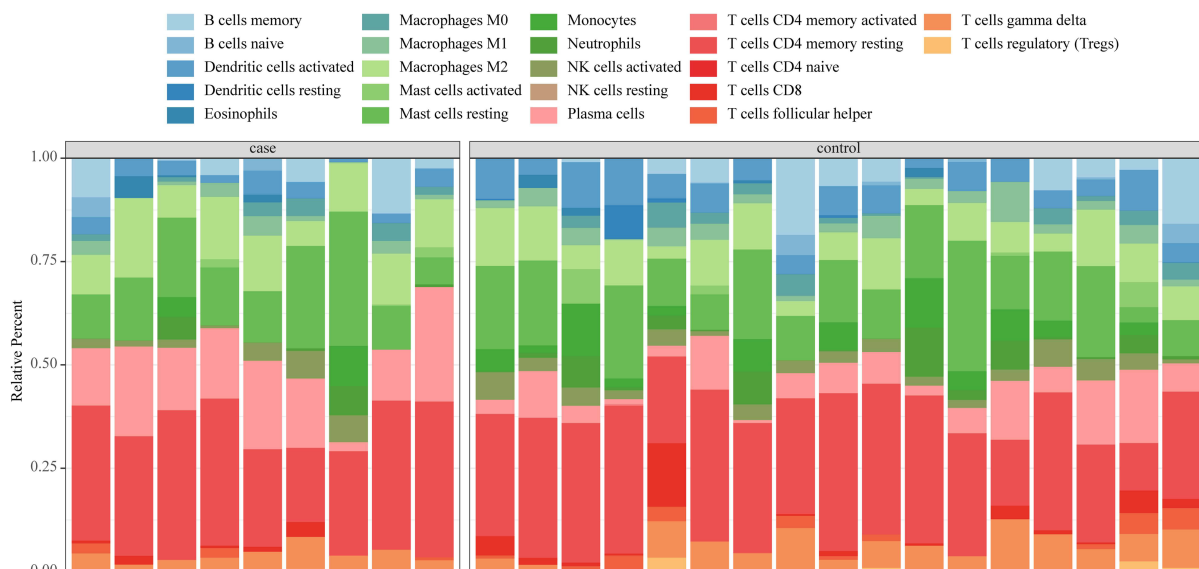 B cells memory
B cells naive
Dendritic cells activated
Dendritic cells resting
Eosinophils
Macrophages M0
Macrophages M1
Macrophages M2
Mast cells activated
Mast cells resting
Monocytes
Neutrophils
NK cells activated
NK cells resting
Plasma cells
T cells CD4 memory activated
T cells CD4 memory resting
T cells CD4 naive
T cells CD8
T cells follicular helper
T cells gamma delta
T cells regulatory (Tregs)
case
control
Relative Percent
1.00
0.75
0.50
0.25
0.00